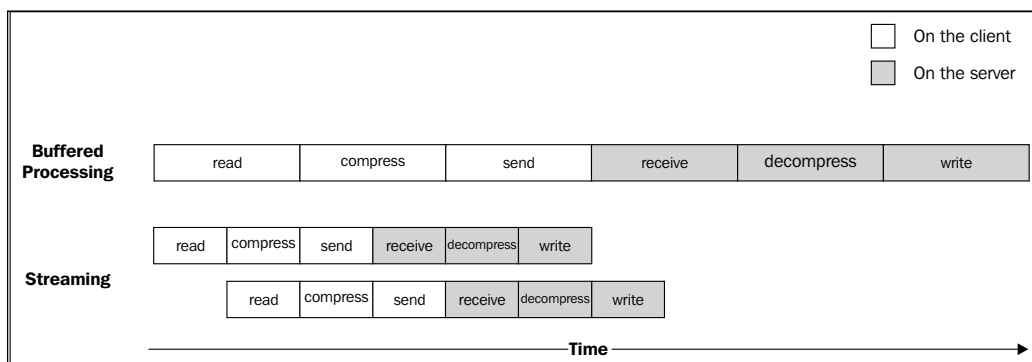 On the client
On the server
Buffered
Processing
read compress send receive decompress write
Streaming
read compress send receive decompress write
read compress send receive decompress write
Time